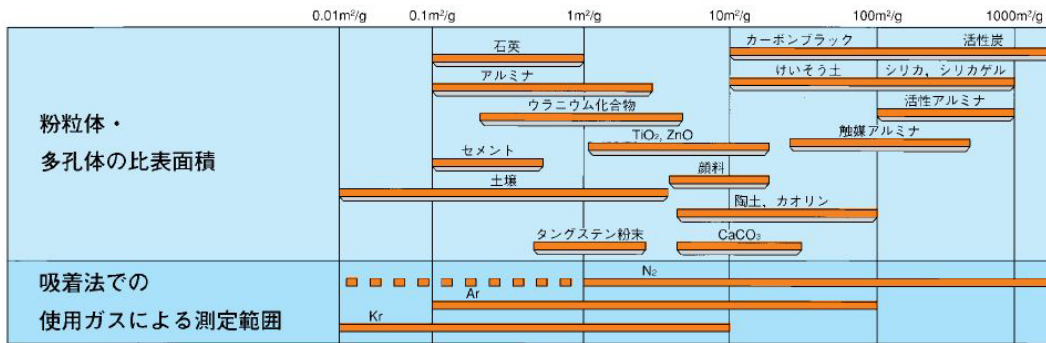 0.01m²/g 0.1m²/g 1m²/g 10m²/g 100m²/g 1000m²/g
石英 カーボンブラック 活性炭
アルミナ けいそう土 シリカ, シリカゲル
ウラニウム化合物 活性アルミナ
粉粒体・
多孔体の比表面積
TiO₂, ZnO 触媒アルミナ
セメント
土壌 顔料
陶土, カオリン
タングステン粉末 CaCO₃
吸着法での
使用ガスによる測定範囲
N₂
Ar
Kr